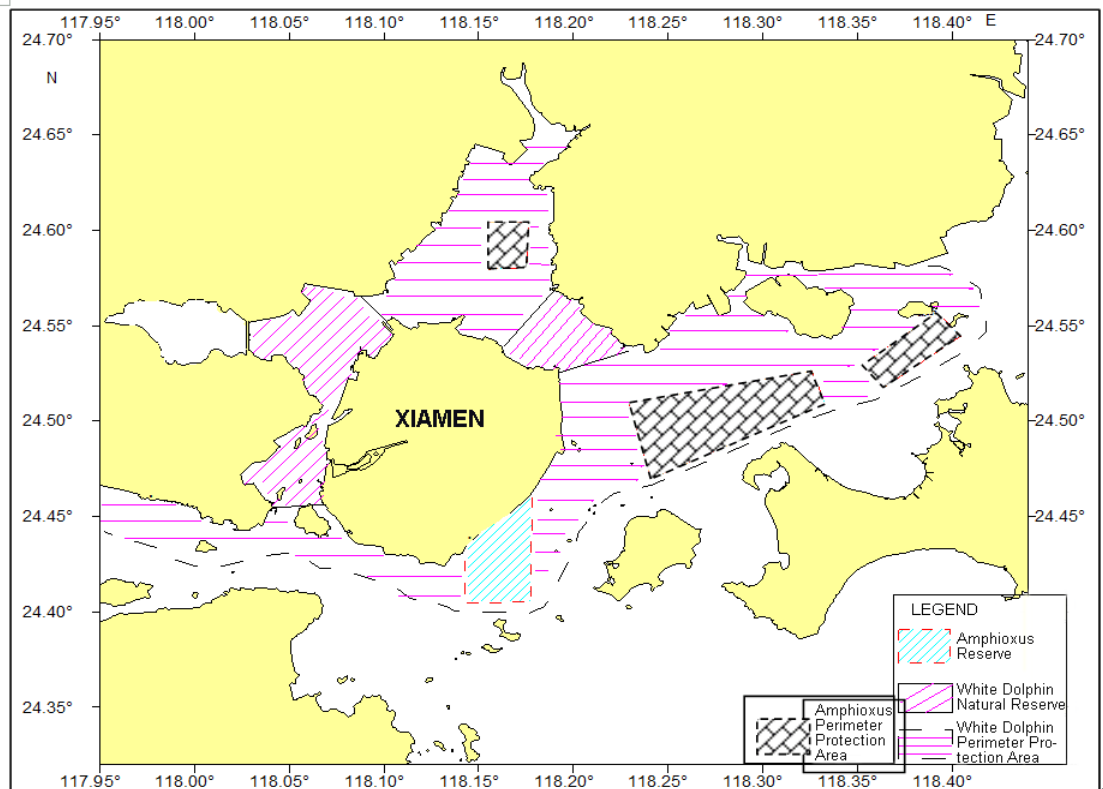 117.95° 118.00° 118.05° 118.10° 118.15° 118.20° 118.25° 118.30° 118.35° 118.40° E
24.70° 24.70°
N
24.65° 24.65°
24.60° 24.60°
24.55° 24.55°
24.50° 24.50°
XIAMEN
24.45° 24.45°
24.40° 24.40°
LEGEND
Amphioxus
Reserve
White Dolphin
Natural Reserve
24.35°
Amphioxus
Perimeter
Protection
Area
White Dolphin
Perimeter Pro-
tection Area
117.95° 118.00° 118.05° 118.10° 118.15° 118.20° 118.25° 118.30° 118.35° 118.40°